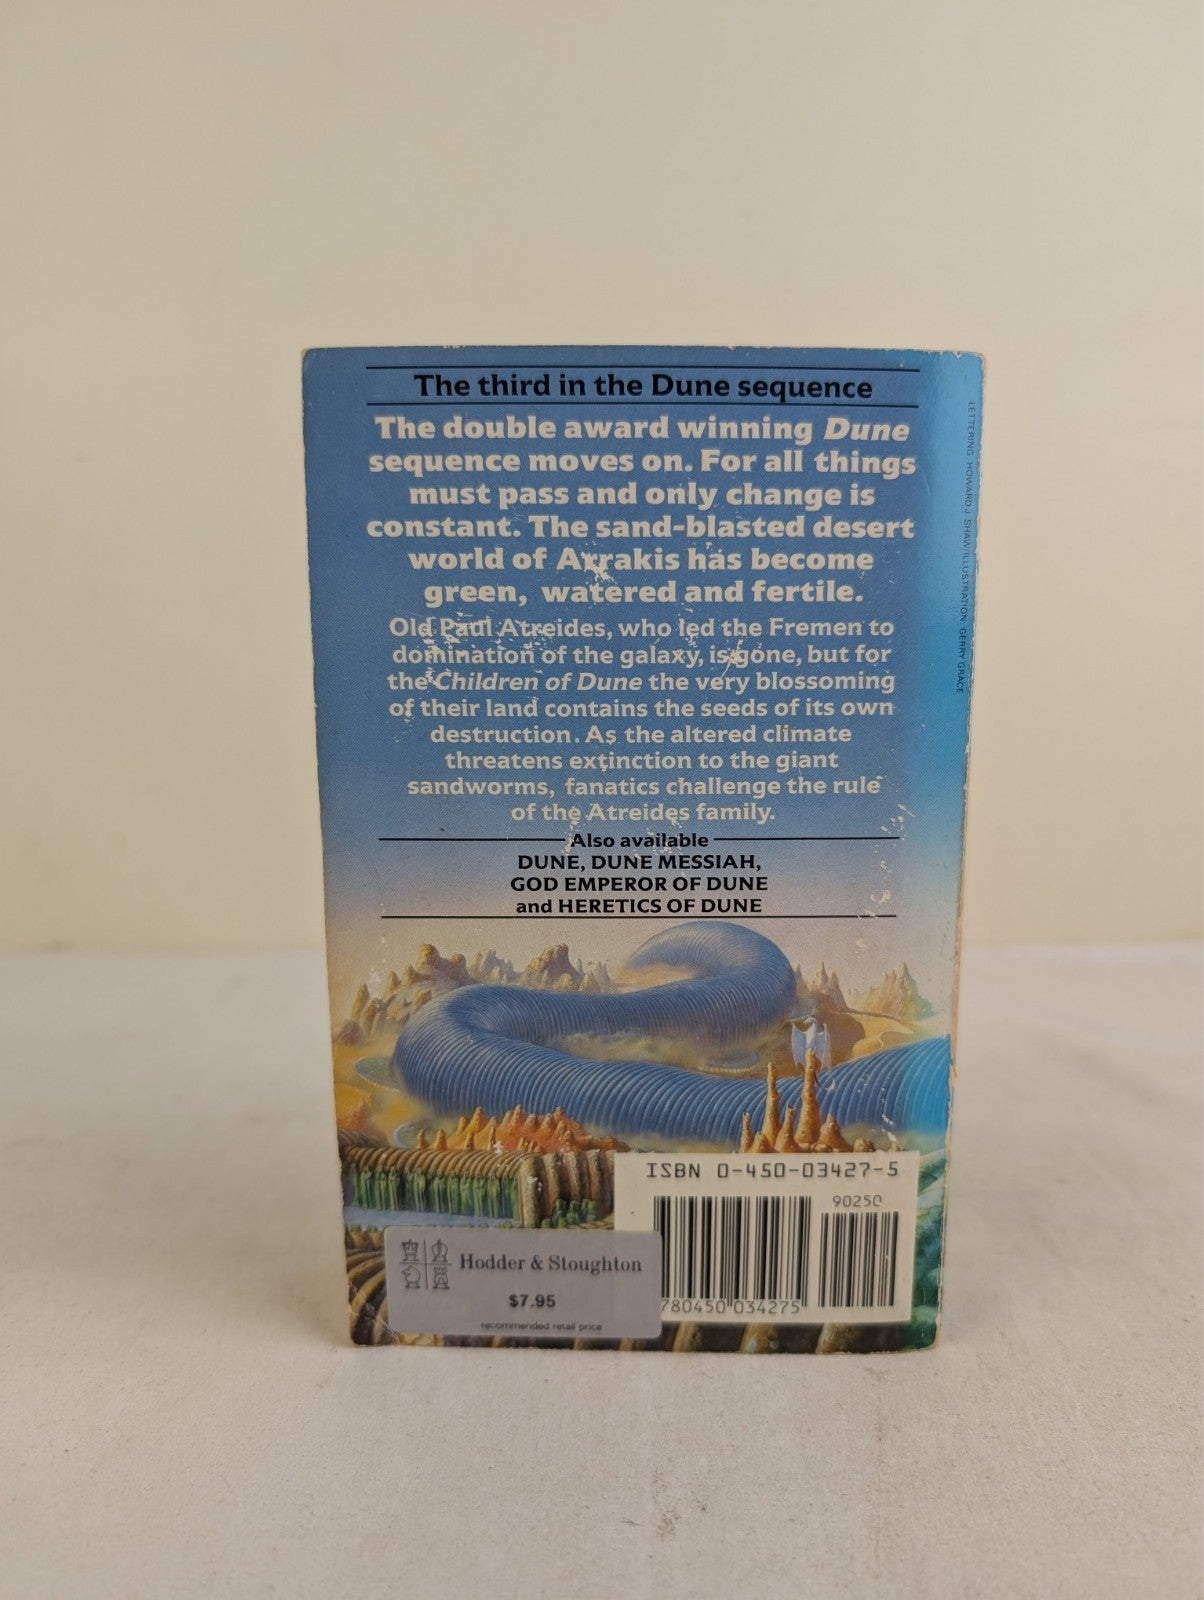 The third in the Dune sequence
The double award winning Dune
sequence moves on. For all things
must pass and only change is
constant. The sand-blasted desert
world of Arrakis has become
green, watered and fertile.
Old Paul Atreides, who led the Fremen to
domination of the galaxy, is gone, but for
the Children of Dune the very blossoming
of their land contains the seeds of its own
destruction. As the altered climate
threatens extinction to the giant
sandworms, fanatics challenge the rule
of the Atreides family.
Also available
DUNE, DUNE MESSIAH,
GOD EMPEROR OF DUNE
and HERETICS OF DUNE
LETTERING: HOWARD J. SHAW/ILLUSTRATION: GERRY GRACE
ISBN 0-450-03427-5
90250
780450 034275
Hodder & Stoughton
$7.95
recommended retail price